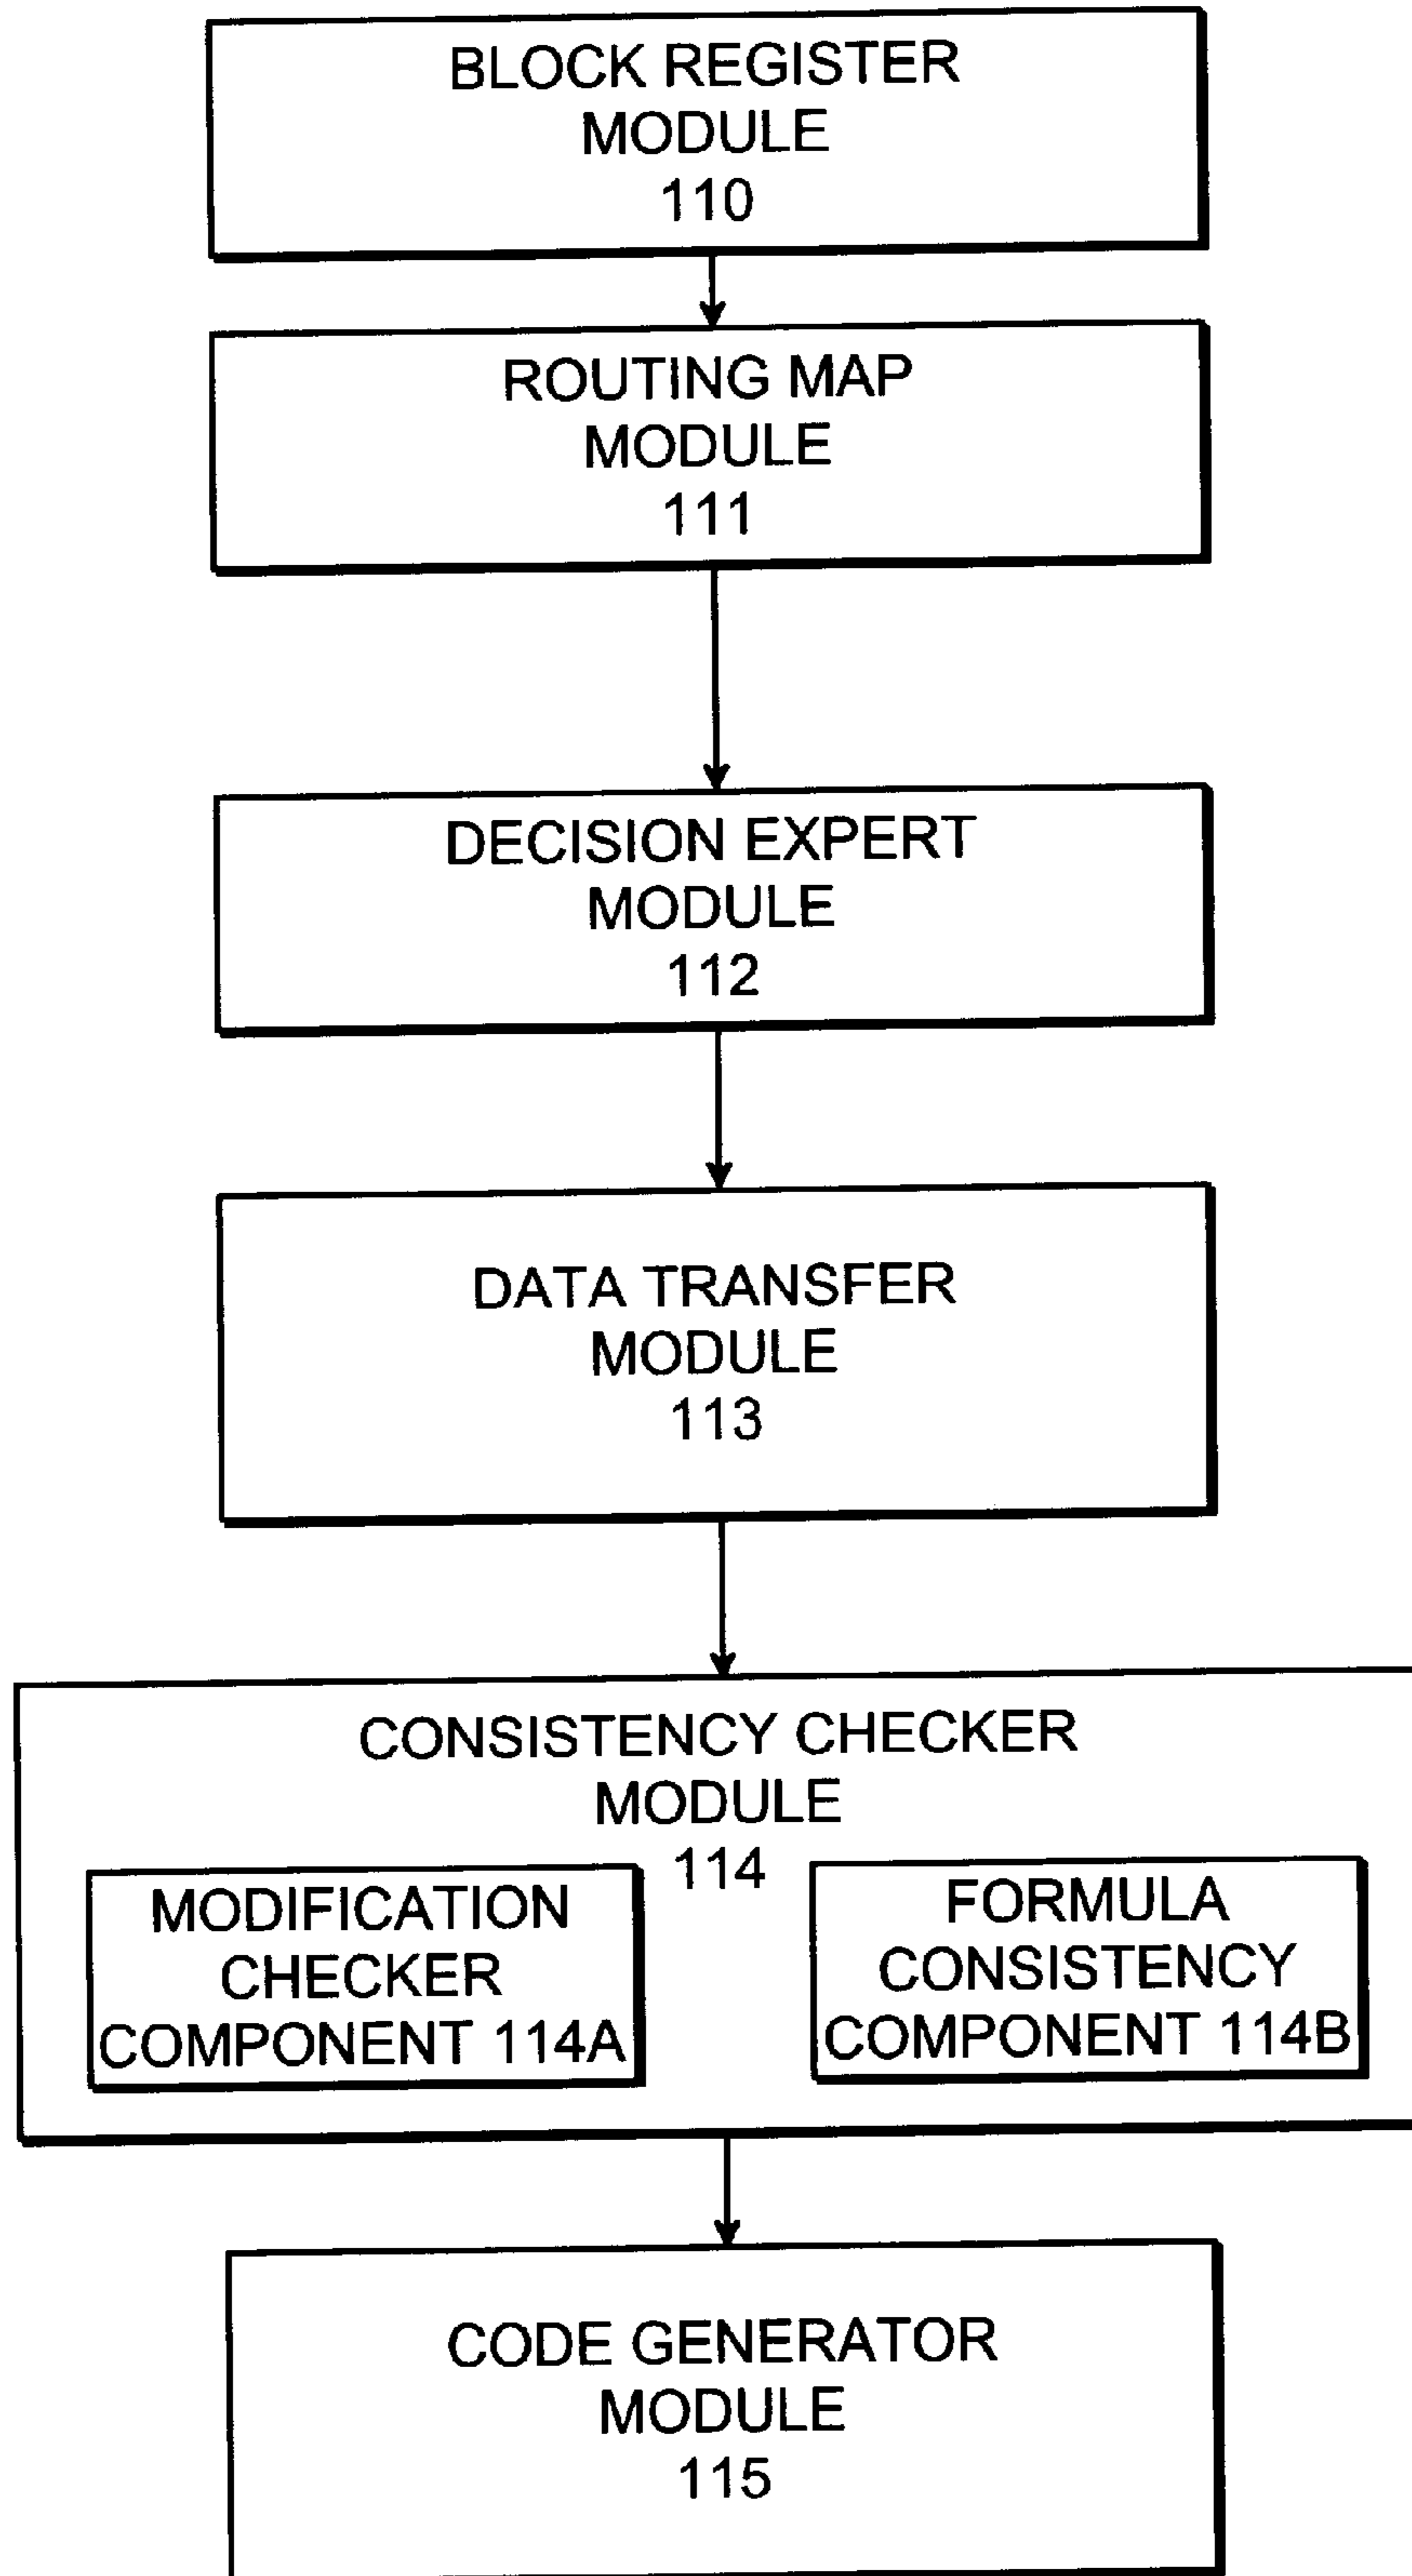 BLOCK REGISTER
MODULE
110
ROUTING MAP
MODULE
111
DECISION EXPERT
MODULE
112
DATA TRANSFER
MODULE
113
CONSISTENCY CHECKER
MODULE
114
MODIFICATION
CHECKER
COMPONENT 114A
FORMULA
CONSISTENCY
COMPONENT 114B
CODE GENERATOR
MODULE
115